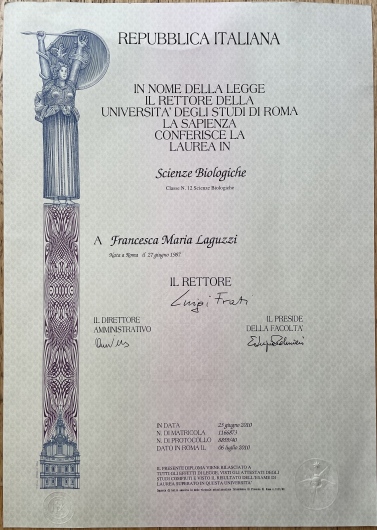 REPUBBLICA ITALIANA
IN NOME DELLA LEGGE
IL RETTORE DELLA
UNIVERSITA' DEGLI STUDI DI ROMA
LA SAPIENZA
CONFERISCE LA
LAUREA IN
Scienze Biologiche
Classe N. 12 Scienze Biologiche
A Francesca Maria Laguzzi
Nata a Roma il 27 giugno 1987
IL RETTORE
Luigi Frati
IL DIRETTORE
AMMINISTRATIVO
IL PRESIDE
DELLA FACOLTA'
IN DATA 23 giugno 2010
N. DI MATRICOLA 1166873
N. DI PROTOCOLLO
DATO IN ROMA IL 06 luglio 2010
IL PRESENTE DIPLOMA VIENE RILASCIATO A
TUTTI GLI EFFETTI DI LEGGE, VISTI GLI ATTESTATI DEGLI
STUDI COMPIUTI E VISTO IL RISULTATO DELL'ESAME DI
LAUREA SUPERATO IN QUESTA UNIVERSITA'